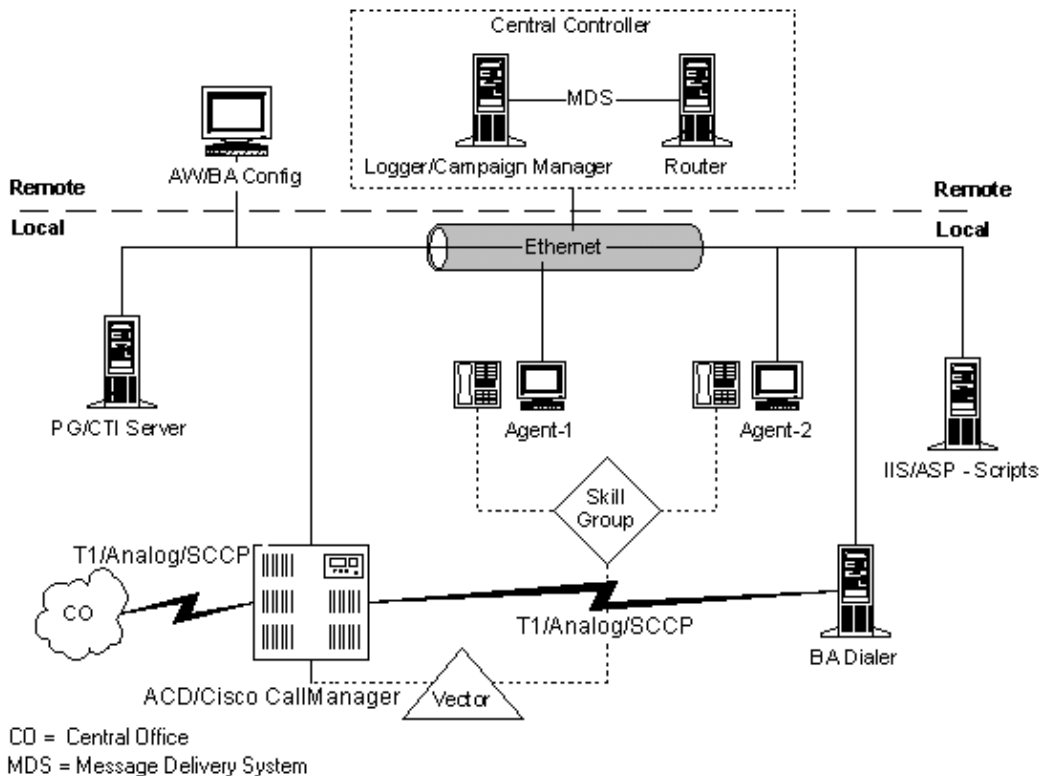 Central Controller
MDS
Logger/Campaign Manager
Router
AW/BA Config
Remote
Remote
Local
Local
Ethernet
PG/CTI Server
Agent-1
Agent-2
IIS/ASP - Scripts
Skill
Group
T1/Analog/SCCP
CO
T1/Analog/SCCP
BA Dialer
ACD/Cisco CallManager
Vector
CO = Central Office
MDS = Message Delivery System